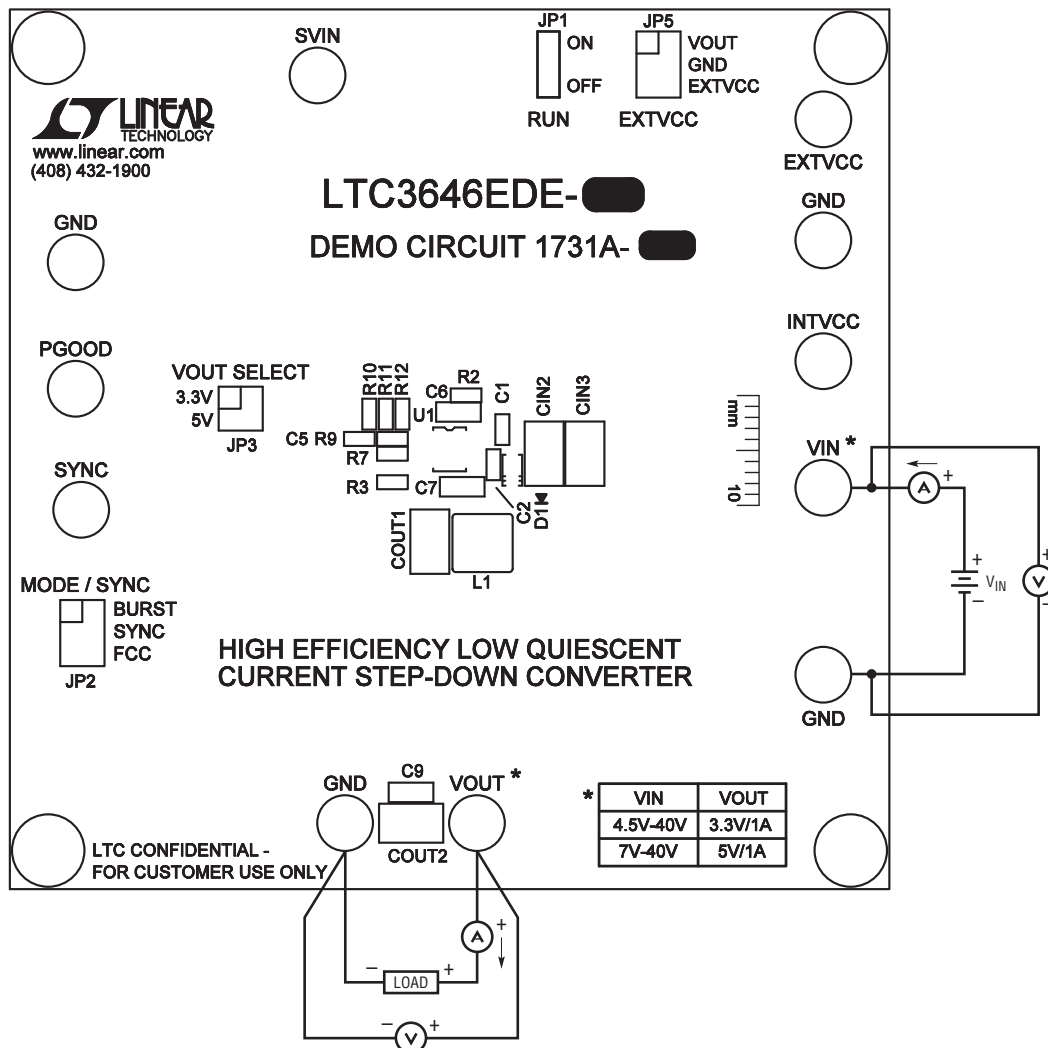 SVIN
JP1
ON
OFF
RUN
JP5
VOUT
GND
EXTVCC
EXTVCC
LINEAR
TECHNOLOGY
www.linear.com
(408) 432-1900
EXTVCC
LTC3646EDE-
DEMO CIRCUIT 1731A-
GND
GND
INTVCC
PGOOD
VOUT SELECT
3.3V
5V
JP3
R10
R11
R12
C6
R2
U1
C1
CIN2
CIN3
C5
R9
R7
R3
C7
C2
D1
COUT1
L1
mm
10
SYNC
VIN *
A
+
+
VIN
−
+
V
−
MODE / SYNC
BURST
SYNC
FCC
JP2
HIGH EFFICIENCY LOW QUIESCENT
CURRENT STEP-DOWN CONVERTER
GND
GND
C9
VOUT *
COUT2
* VIN VOUT
4.5V-40V 3.3V/1A
7V-40V 5V/1A
LTC CONFIDENTIAL -
FOR CUSTOMER USE ONLY
A
+
− LOAD +
− V +